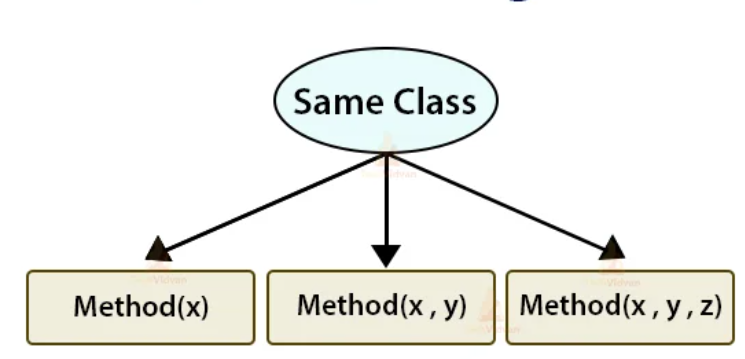 Same Class
Method(x)
Method(x , y)
Method(x , y , z)